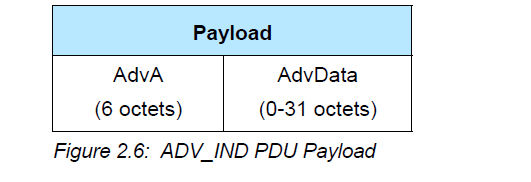 Payload
AdvA AdvData
(6 octets) (0-31 octets)
Figure 2.6: ADV_IND PDU Payload